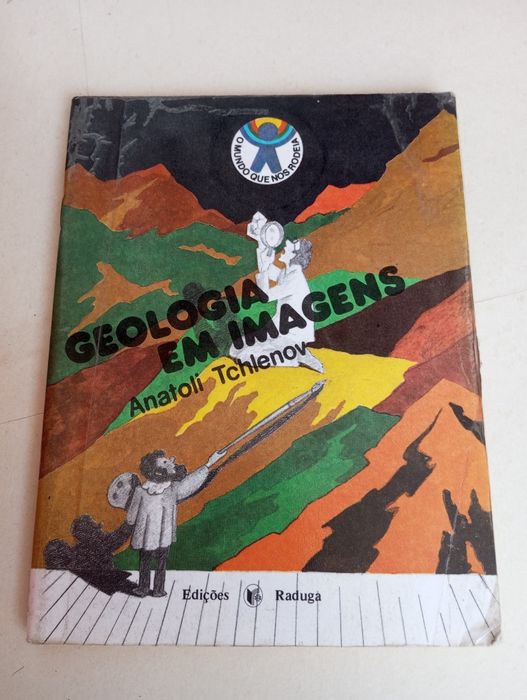 O MUNDO QUE NOS RODEIA
GEOLOGIA
EM IMAGENS
Anatoli Tchlenov
Edições Raduga